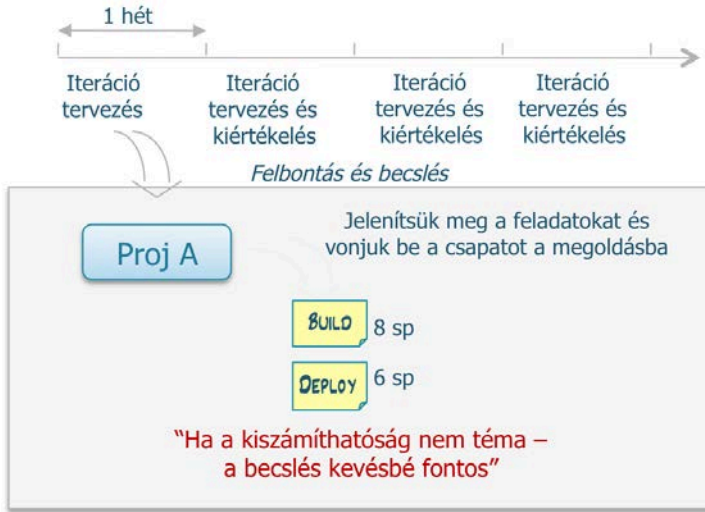 1 hét
Iteráció
tervezés
Iteráció
tervezés és
kiértékelés
Iteráció
tervezés és
kiértékelés
Iteráció
tervezés és
kiértékelés
Felbontás és becslés
Jelenítsük meg a feladatokat és
vonjuk be a csapatot a megoldásba
Proj A
BUILD
8 sp
DEPLOY
6 sp
“Ha a kiszámíthatóság nem téma –
a becslés kevésbé fontos”